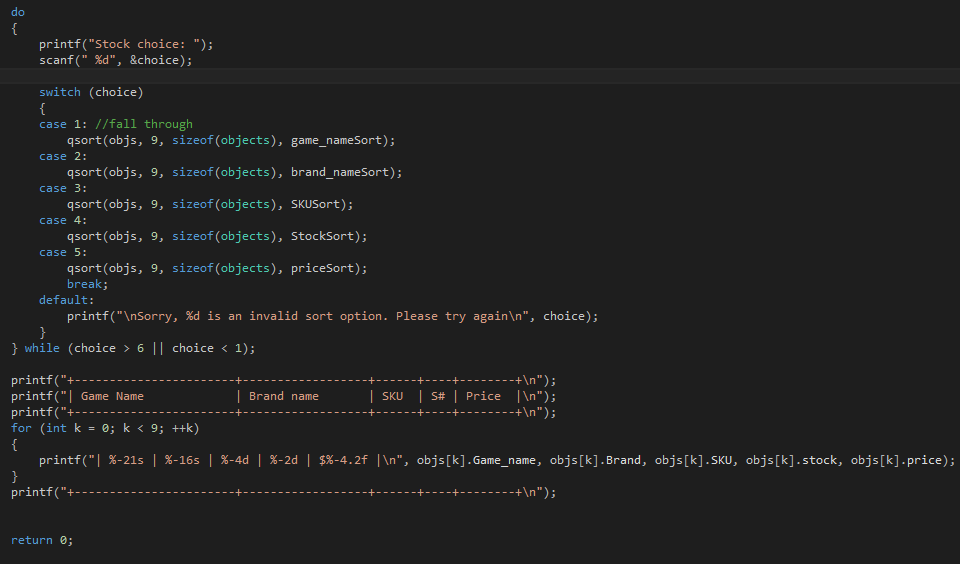 do
{
    printf("Stock choice: ");
    scanf(" %d", &choice);

    switch (choice)
    {
    case 1: //fall through
        qsort(objs, 9, sizeof(objects), game_nameSort);
    case 2:
        qsort(objs, 9, sizeof(objects), brand_nameSort);
    case 3:
        qsort(objs, 9, sizeof(objects), SKUSort);
    case 4:
        qsort(objs, 9, sizeof(objects), StockSort);
    case 5:
        qsort(objs, 9, sizeof(objects), priceSort);
        break;
    default:
        printf("\nSorry, %d is an invalid sort option. Please try again\n", choice);
    }
} while (choice > 6 || choice < 1);

printf("+-----------------------+------------------+------+----+--------+\n");
printf("| Game Name             | Brand name       | SKU  | S# | Price  |\n");
printf("+-----------------------+------------------+------+----+--------+\n");
for (int k = 0; k < 9; ++k)
{
    printf("| %-21s | %-16s | %-4d | %-2d | $%-4.2f |\n", objs[k].Game_name, objs[k].Brand, objs[k].SKU, objs[k].stock, objs[k].price);
}
printf("+-----------------------+------------------+------+----+--------+\n");


return 0;